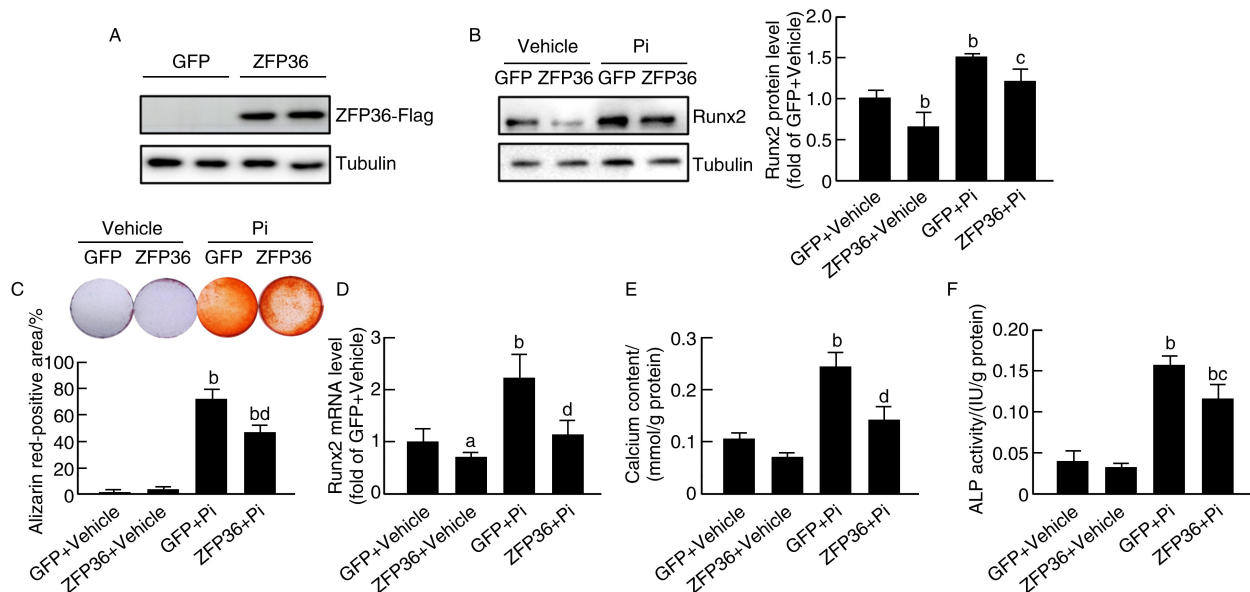 A
GFP ZFP36
ZFP36-Flag
Tubulin
B
Vehicle Pi
GFP ZFP36 GFP ZFP36
Runx2
Tubulin
Runx2 protein level
(fold of GFP+Vehicle)
2.0
1.5
1.0
0.5
0
b
b
c
GFP+Vehicle
ZFP36+Vehicle
GFP+Pi
ZFP36+Pi
C
Vehicle Pi
GFP ZFP36 GFP ZFP36
Alizarin red-positive area/%
100
80
60
40
20
0
b
bd
GFP+Vehicle
ZFP36+Vehicle
GFP+Pi
ZFP36+Pi
D
Runx2 mRNA level
(fold of GFP+Vehicle)
3
2
1
0
a
b
d
GFP+Vehicle
ZFP36+Vehicle
GFP+Pi
ZFP36+Pi
E
Calcium content/
(mmol/g protein)
0.3
0.2
0.1
0
b
d
GFP+Vehicle
ZFP36+Vehicle
GFP+Pi
ZFP36+Pi
F
ALP activity/(IU/g protein)
0.20
0.15
0.10
0.05
0
b
bc
GFP+Vehicle
ZFP36+Vehicle
GFP+Pi
ZFP36+Pi